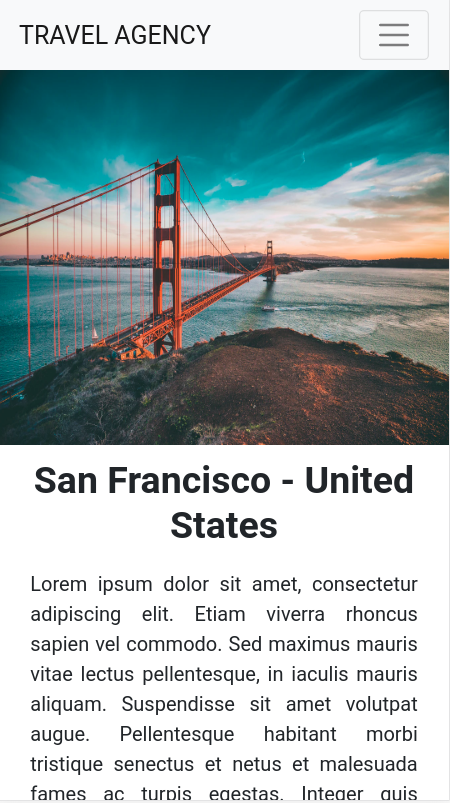 TRAVEL AGENCY
San Francisco - United
States
Lorem ipsum dolor sit amet, consectetur
adipiscing elit. Etiam viverra rhoncus
sapien vel commodo. Sed maximus mauris
vitae lectus pellentesque, in iaculis mauris
aliquam. Suspendisse sit amet volutpat
augue. Pellentesque habitant morbi
tristique senectus et netus et malesuada
fames ac turpis egestas. Integer quis